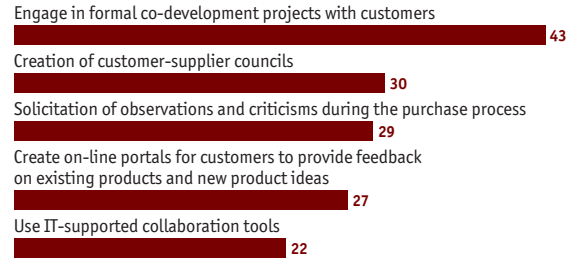 Engage in formal co-development projects with customers
43
Creation of customer-supplier councils
30
Solicitation of observations and criticisms during the purchase process
29
Create on-line portals for customers to provide feedback
on existing products and new product ideas
27
Use IT-supported collaboration tools
22